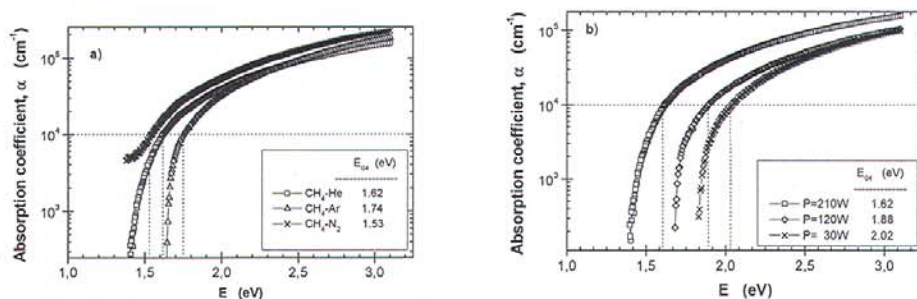 a)
Absorption coefficient, α (cm⁻¹)
10⁵
10⁴
10³
1,0 1,5 2,0 2,5 3,0
E (eV)
E₀₄ (eV)
CH₄-He 1.62
CH₄-Ar 1.74
CH₄-N₂ 1.53
b)
Absorption coefficient, α (cm⁻¹)
10⁵
10⁴
10³
1,0 1,5 2,0 2,5 3,0
E (eV)
E₀₄ (eV)
P=210W 1.62
P=120W 1.88
P= 30W 2.02